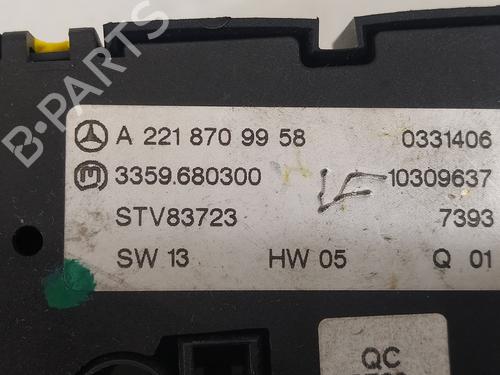 B-PARTS
A 221 870 99 58 0331406
3359.680300 10309637
STV83723 7393
SW 13 HW 05 Q 01
QC